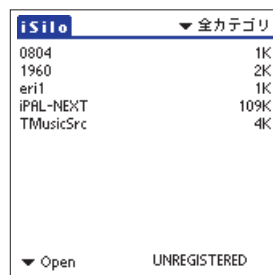 iSilo ▼ 全カテゴリ
0804 1K
1960 2K
eri1 1K
iPAL-NEXT 109K
TMusicSrc 4K
▼ Open UNREGISTERED